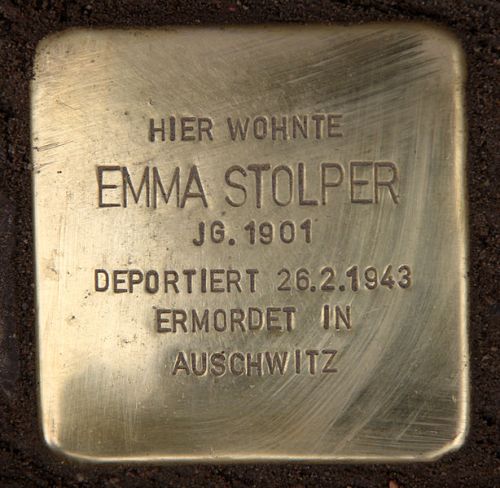 HIER WOHNTE
EMMA STOLPER
JG. 1901
DEPORTIERT 26.2.1943
ERMORDET IN
AUSCHWITZ